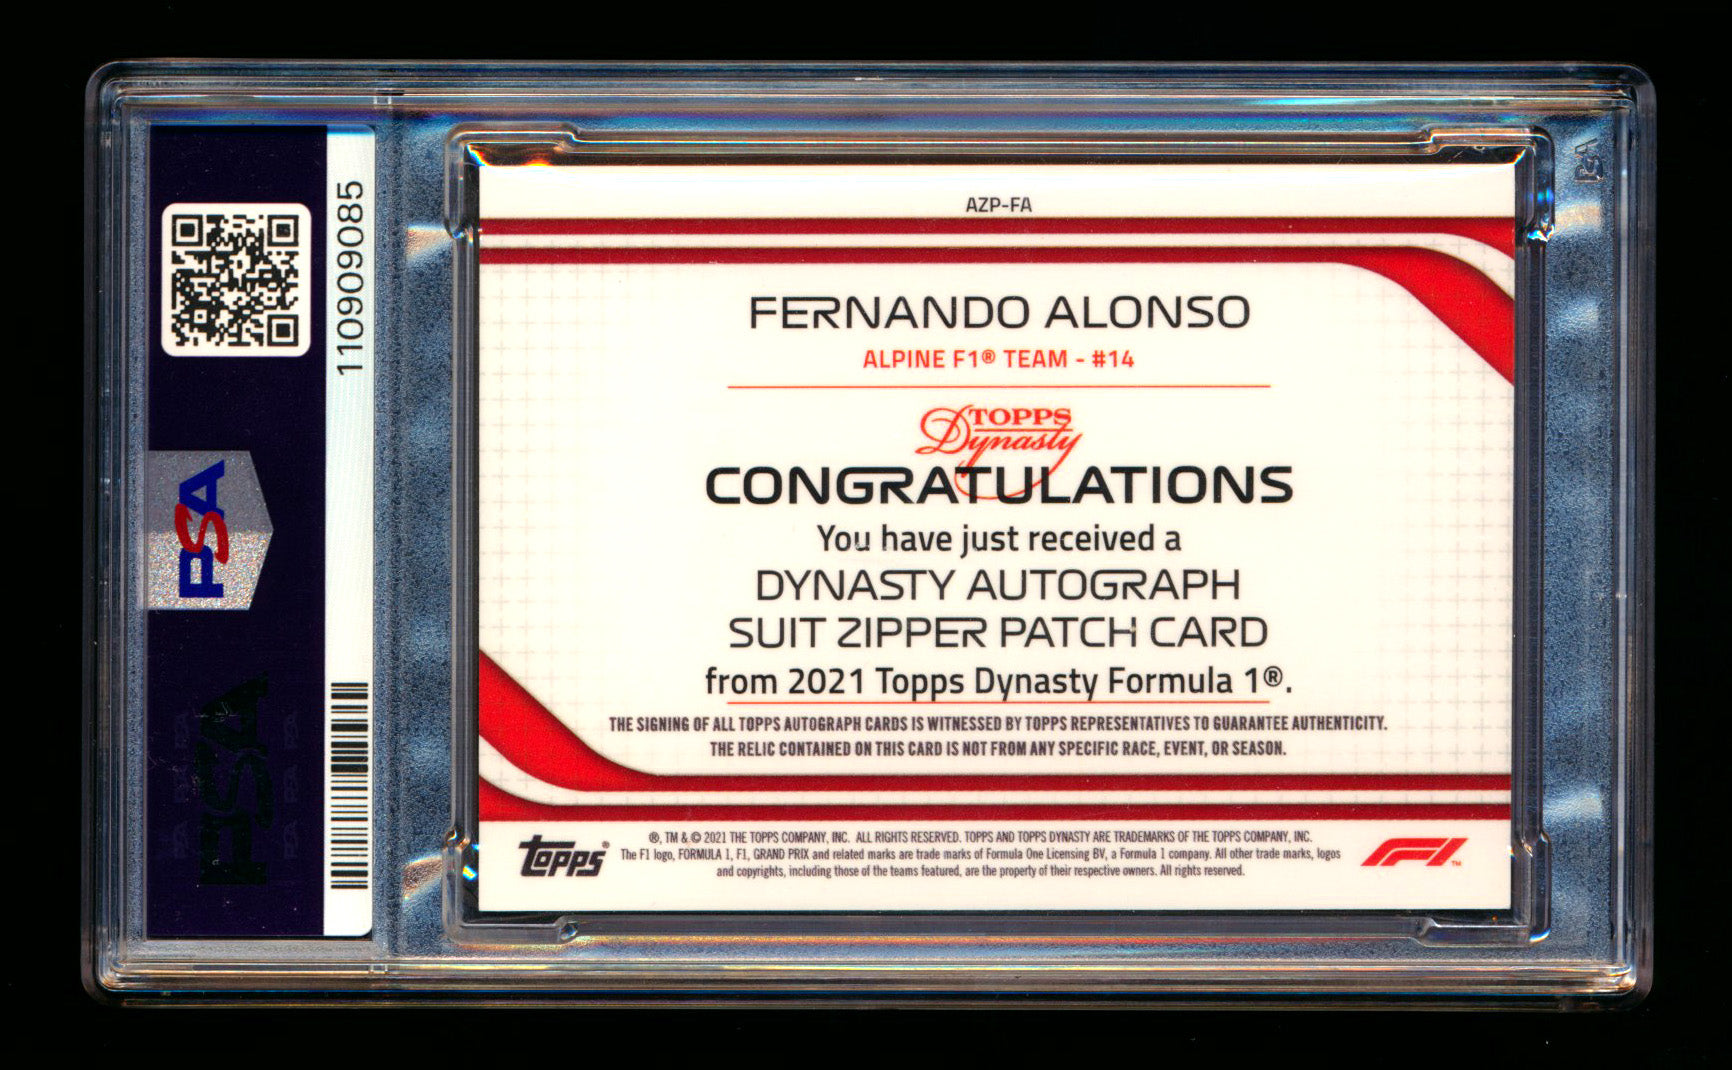 110909085
PSA
PSA
AZP-FA
FERNANDO ALONSO
ALPINE F1® TEAM - #14
TOPPS
Dynasty
CONGRATULATIONS
You have just received a
DYNASTY AUTOGRAPH
SUIT ZIPPER PATCH CARD
from 2021 Topps Dynasty Formula 1®.
THE SIGNING OF ALL TOPPS AUTOGRAPH CARDS IS WITNESSED BY TOPPS REPRESENTATIVES TO GUARANTEE AUTHENTICITY.
THE RELIC CONTAINED ON THIS CARD IS NOT FROM ANY SPECIFIC RACE, EVENT, OR SEASON.
topps®
®, TM & © 2021 THE TOPPS COMPANY, INC. ALL RIGHTS RESERVED. TOPPS AND TOPPS DYNASTY ARE TRADEMARKS OF THE TOPPS COMPANY, INC.
The F1 logo, FORMULA 1, F1, GRAND PRIX and related marks are trade marks of Formula One Licensing BV, a Formula 1 company. All other trade marks, logos
and copyrights, including those of the teams featured, are the property of their respective owners. All rights reserved.
F1™
PSA